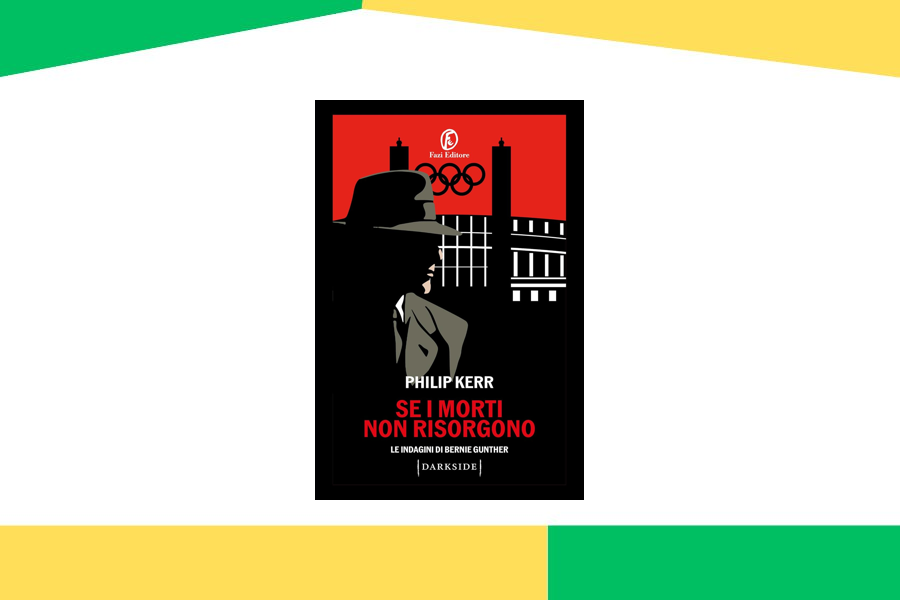 Fazi Editore
PHILIP KERR
SE I MORTI
NON RISORGONO
LE INDAGINI DI BERNIE GUNTHER
DARKSIDE